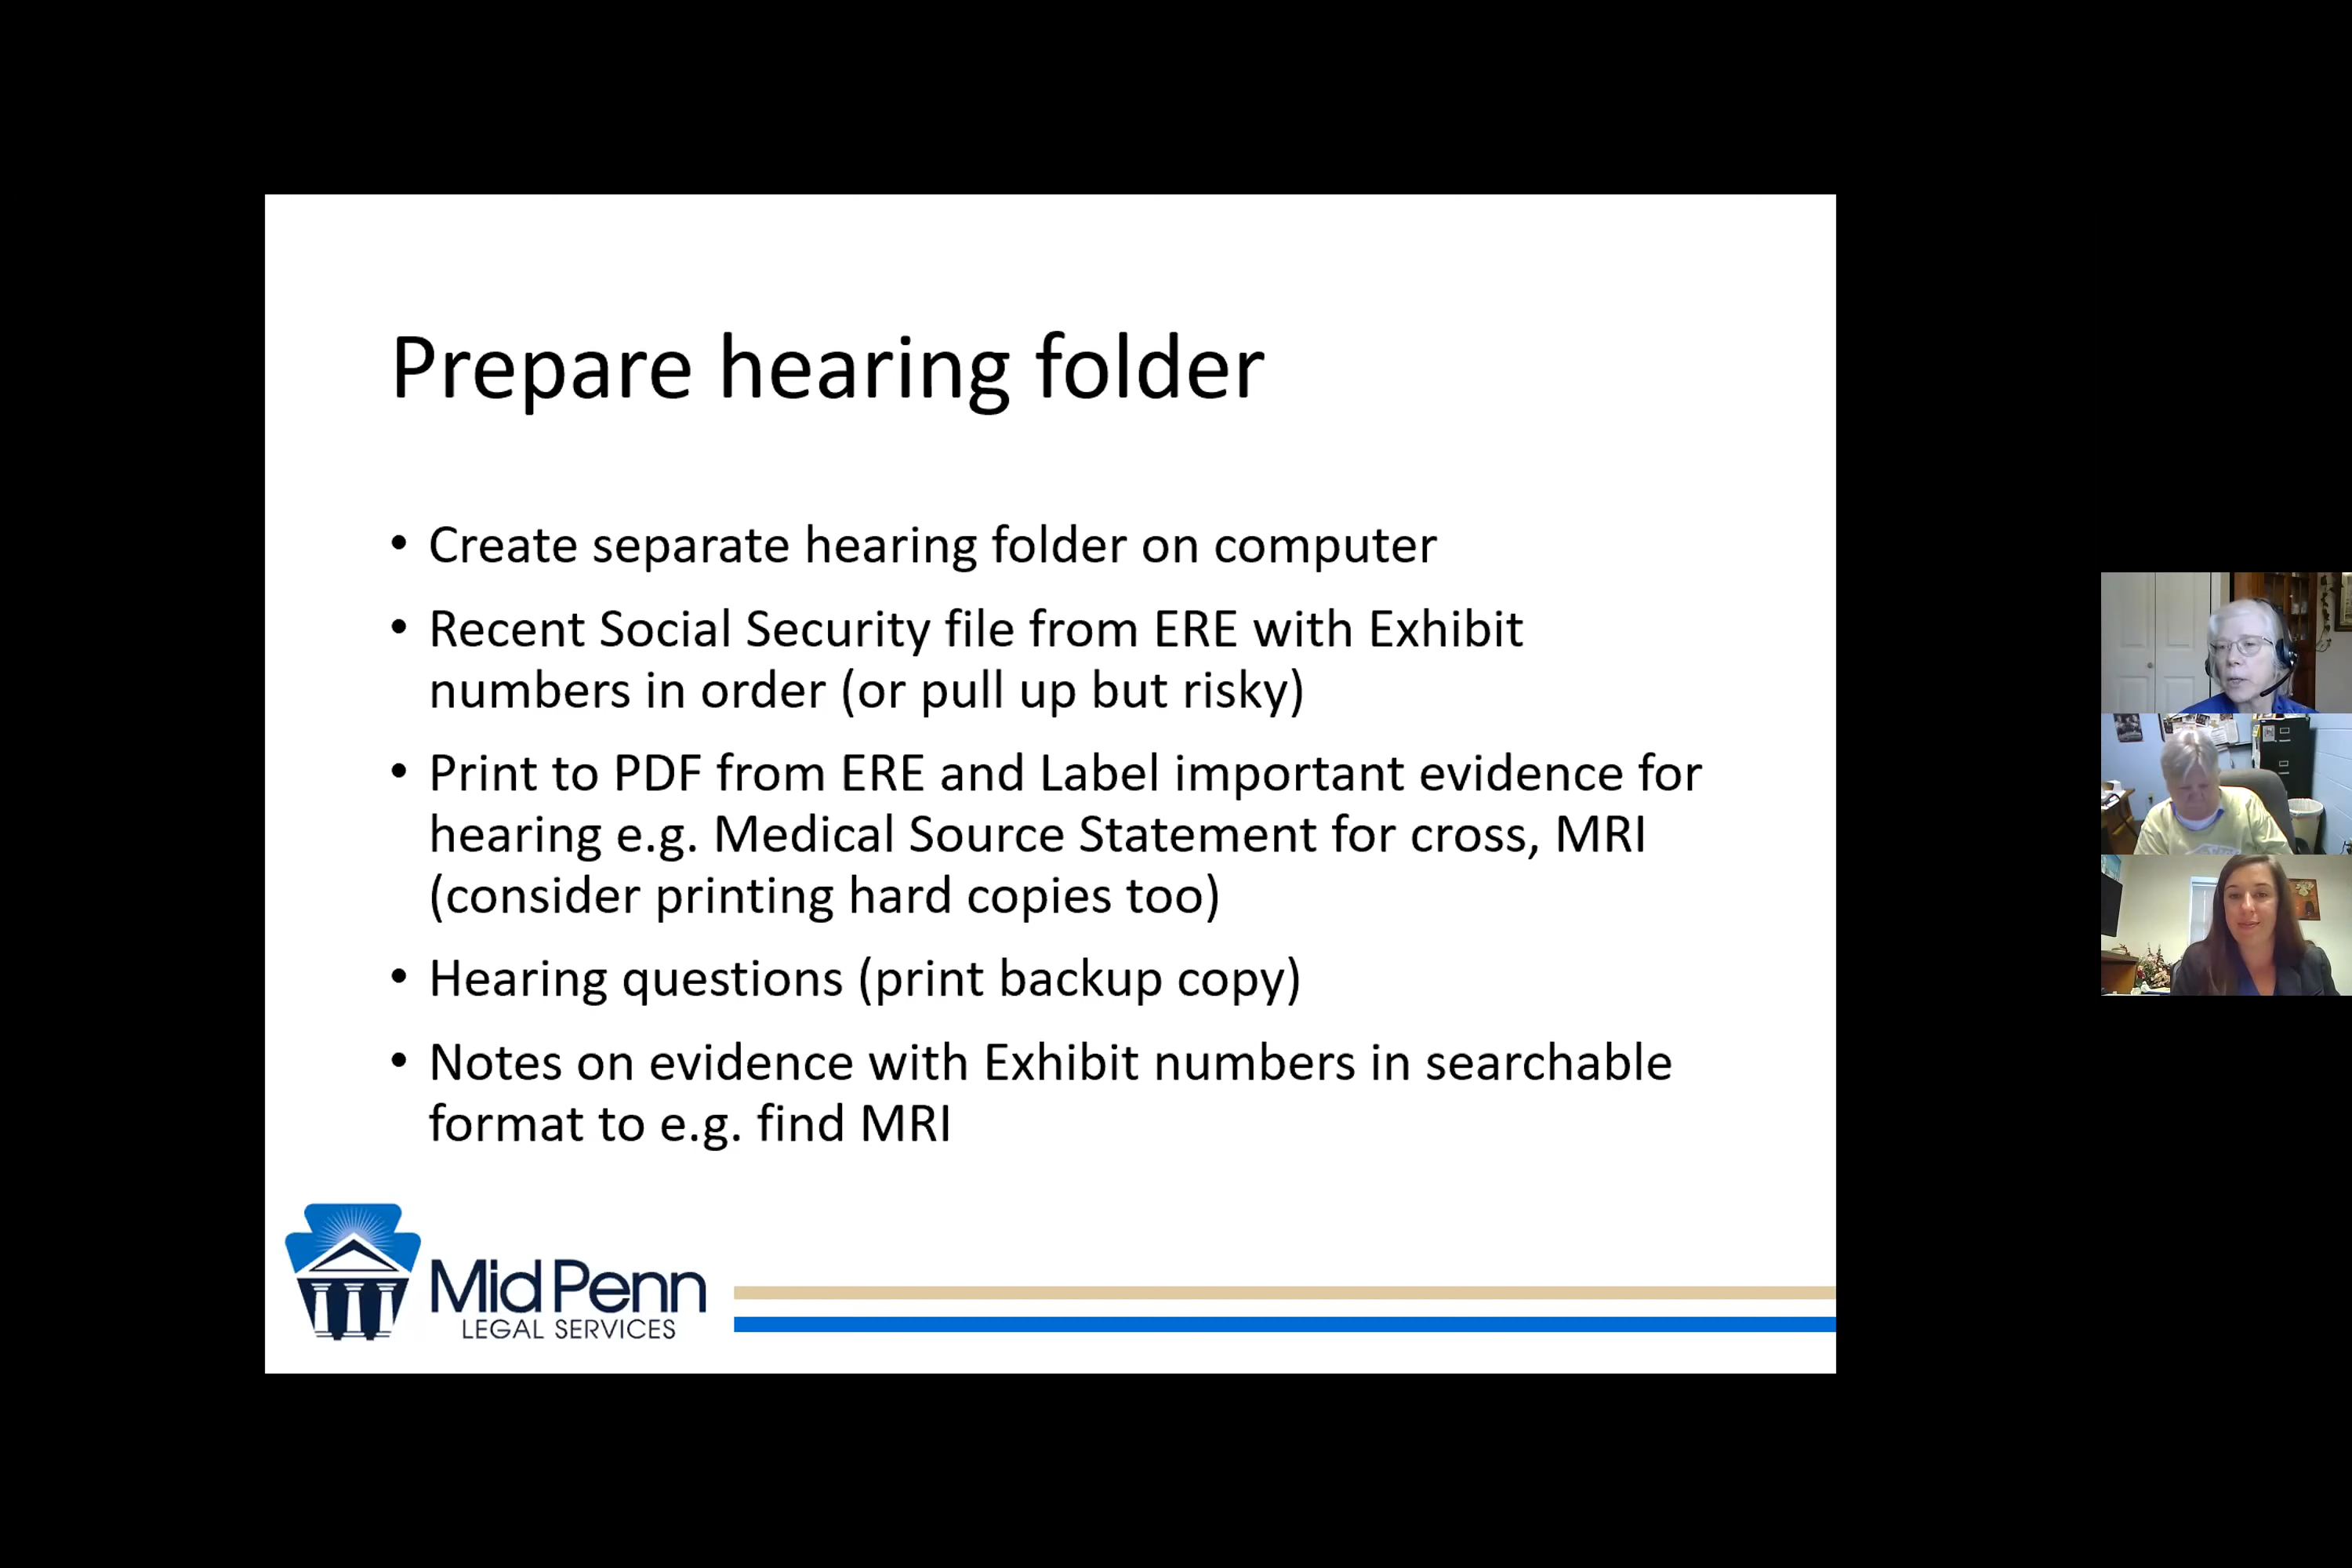 Prepare hearing folder
• Create separate hearing folder on computer
• Recent Social Security file from ERE with Exhibit
numbers in order (or pull up but risky)
• Print to PDF from ERE and Label important evidence for
hearing e.g. Medical Source Statement for cross, MRI
(consider printing hard copies too)
• Hearing questions (print backup copy)
• Notes on evidence with Exhibit numbers in searchable
format to e.g. find MRI
MidPenn
LEGAL SERVICES